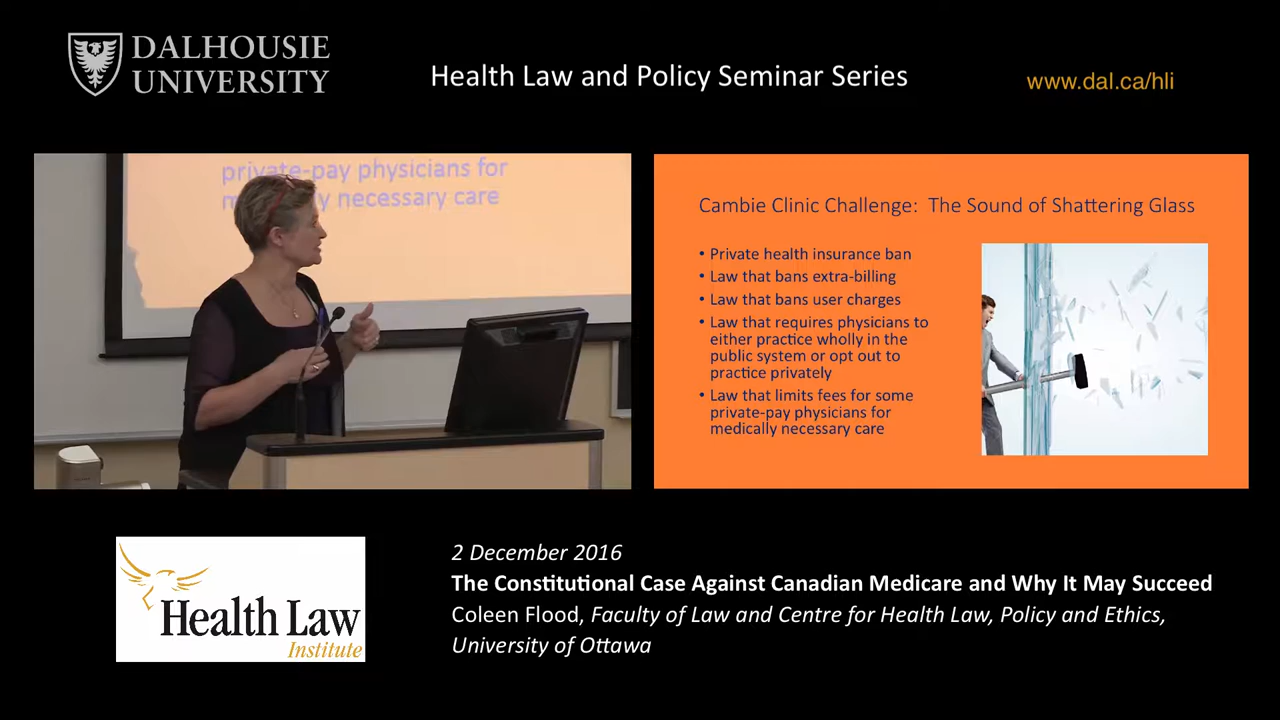 DALHOUSIE
UNIVERSITY
Health Law and Policy Seminar Series
www.dal.ca/hli
private-pay physicians for
necessary care
Cambie Clinic Challenge: The Sound of Shattering Glass
• Private health insurance ban
• Law that bans extra-billing
• Law that bans user charges
• Law that requires physicians to
either practice wholly in the
public system or opt out to
practice privately
• Law that limits fees for some
private-pay physicians for
medically necessary care
Health Law
Institute
2 December 2016
The Constitutional Case Against Canadian Medicare and Why It May Succeed
Coleen Flood, Faculty of Law and Centre for Health Law, Policy and Ethics,
University of Ottawa